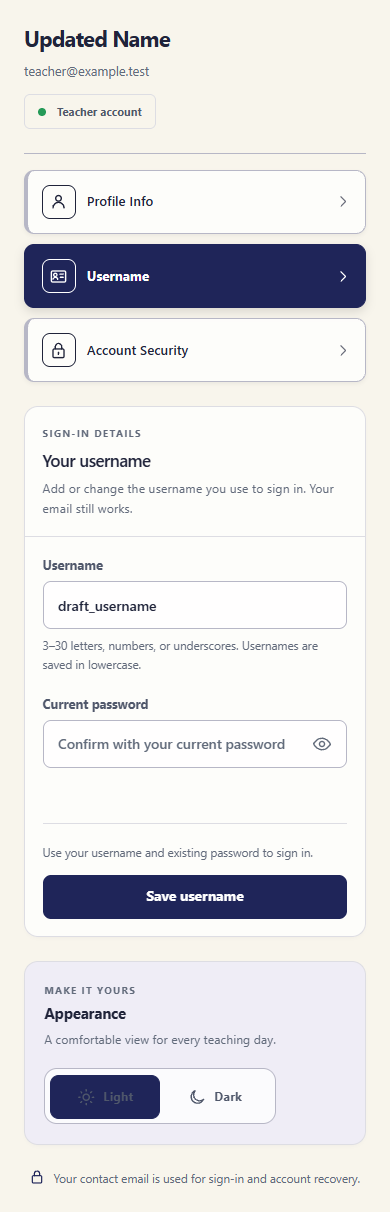 Updated Name
teacher@example.test
Teacher account
Profile Info
Username
Account Security
SIGN-IN DETAILS
Your username
Add or change the username you use to sign in. Your
email still works.
Username
draft_username
3–30 letters, numbers, or underscores. Usernames are
saved in lowercase.
Current password
Confirm with your current password
Use your username and existing password to sign in.
Save username
MAKE IT YOURS
Appearance
A comfortable view for every teaching day.
Light Dark
Your contact email is used for sign-in and account recovery.